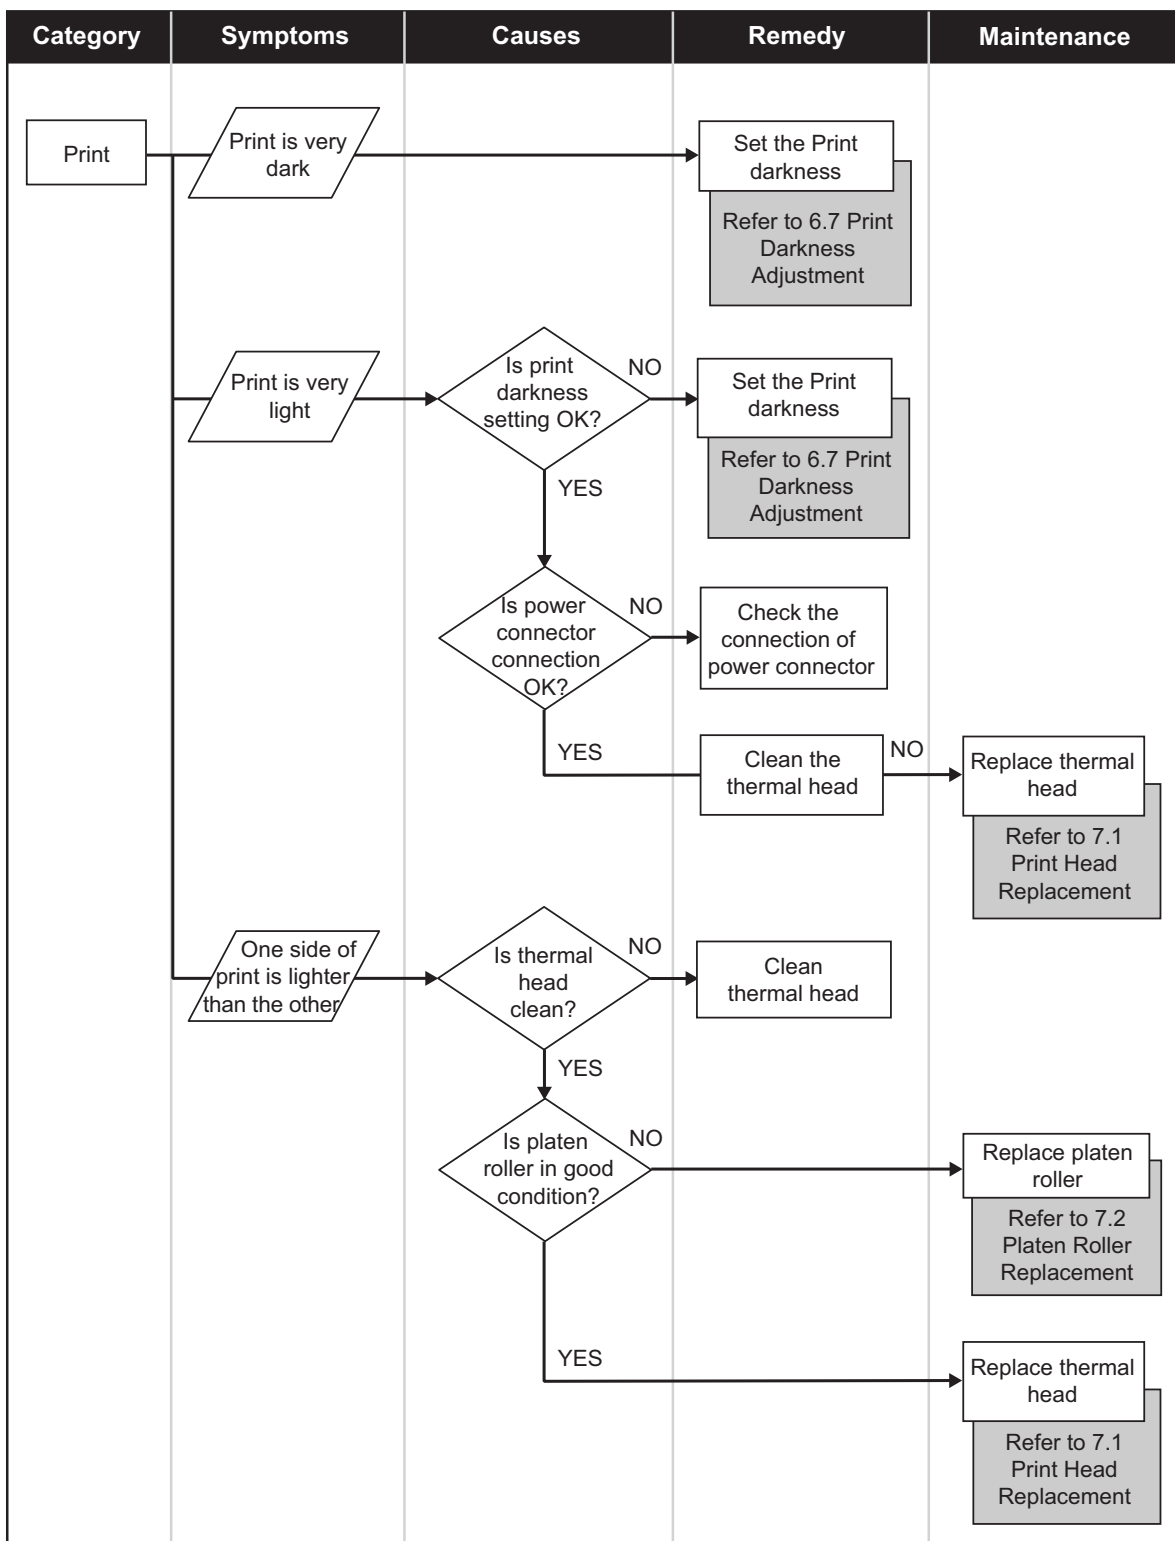 Category
Symptoms
Causes
Remedy
Maintenance
Print
Print is very
dark
Set the Print
darkness
Refer to 6.7 Print
Darkness
Adjustment
Print is very
light
Is print
darkness
setting OK?
NO
Set the Print
darkness
Refer to 6.7 Print
Darkness
Adjustment
YES
Is power
connector
connection
OK?
NO
Check the
connection of
power connector
YES
Clean the
thermal head
NO
Replace thermal
head
Refer to 7.1
Print Head
Replacement
One side of
print is lighter
than the other
Is thermal
head
clean?
NO
Clean
thermal head
YES
Is platen
roller in good
condition?
NO
Replace platen
roller
Refer to 7.2
Platen Roller
Replacement
YES
Replace thermal
head
Refer to 7.1
Print Head
Replacement